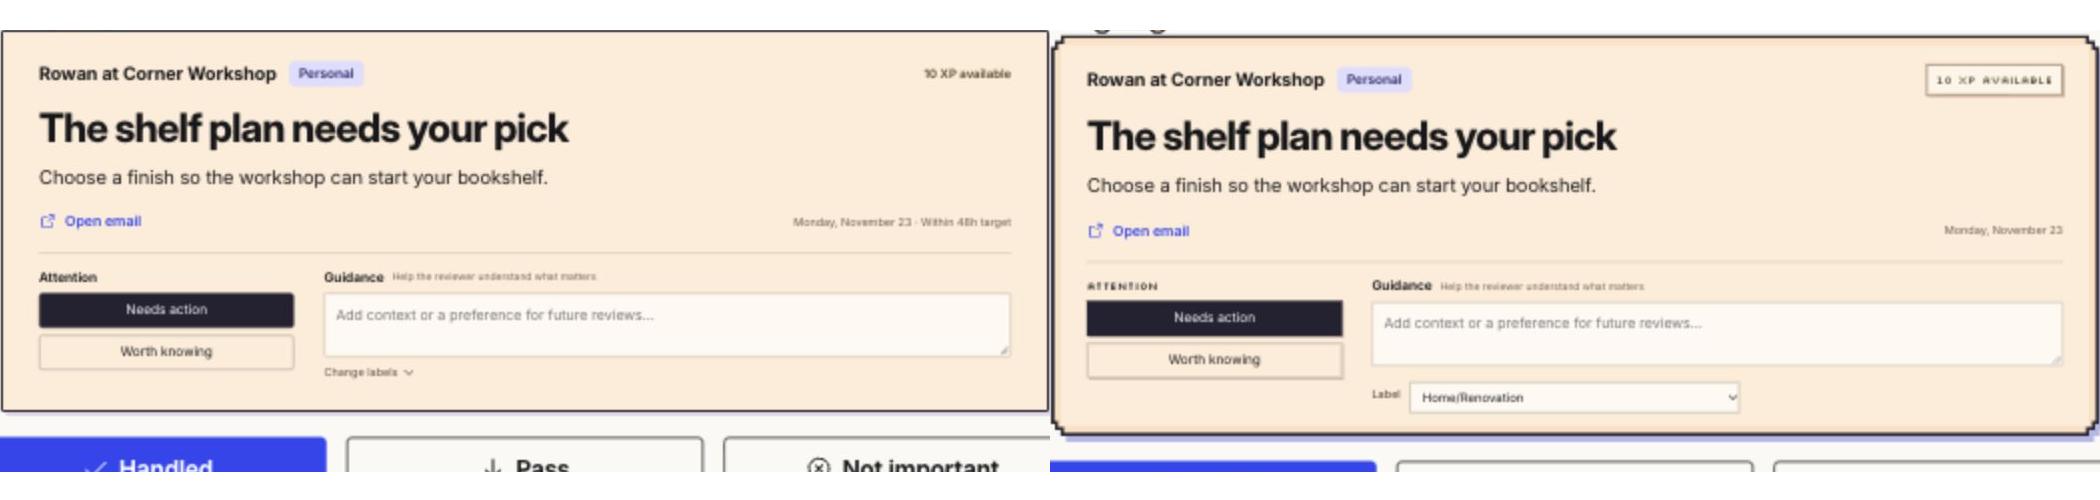 Rowan at Corner Workshop Personal 10 XP available
The shelf plan needs your pick
Choose a finish so the workshop can start your bookshelf.
Open email Monday, November 23 · Within 48h target
Attention
Guidance Help the reviewer understand what matters
Needs action
Add context or a preference for future reviews...
Worth knowing
Change labels
Handled
Pass
Not important
Rowan at Corner Workshop Personal 10 XP AVAILABLE
The shelf plan needs your pick
Choose a finish so the workshop can start your bookshelf.
Open email Monday, November 23
ATTENTION
Guidance Help the reviewer understand what matters
Needs action
Add context or a preference for future reviews...
Worth knowing
Label Home/Renovation